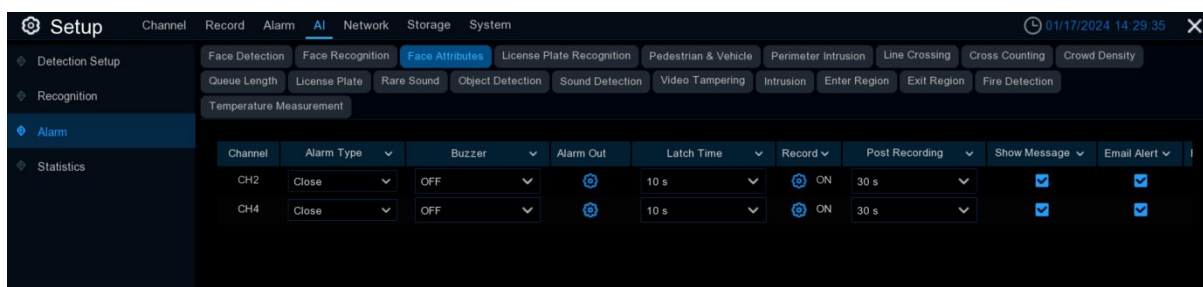 Setup Channel Record Alarm AI Network Storage System 01/17/2024 14:29:35 X
Detection Setup
Recognition
Alarm
Statistics
Face Detection Face Recognition Face Attributes License Plate Recognition Pedestrian & Vehicle Perimeter Intrusion Line Crossing Cross Counting Crowd Density
Queue Length License Plate Rare Sound Object Detection Sound Detection Video Tampering Intrusion Enter Region Exit Region Fire Detection
Temperature Measurement
Channel Alarm Type Buzzer Alarm Out Latch Time Record Post Recording Show Message Email Alert
CH2 Close OFF 10 s ON 30 s
CH4 Close OFF 10 s ON 30 s